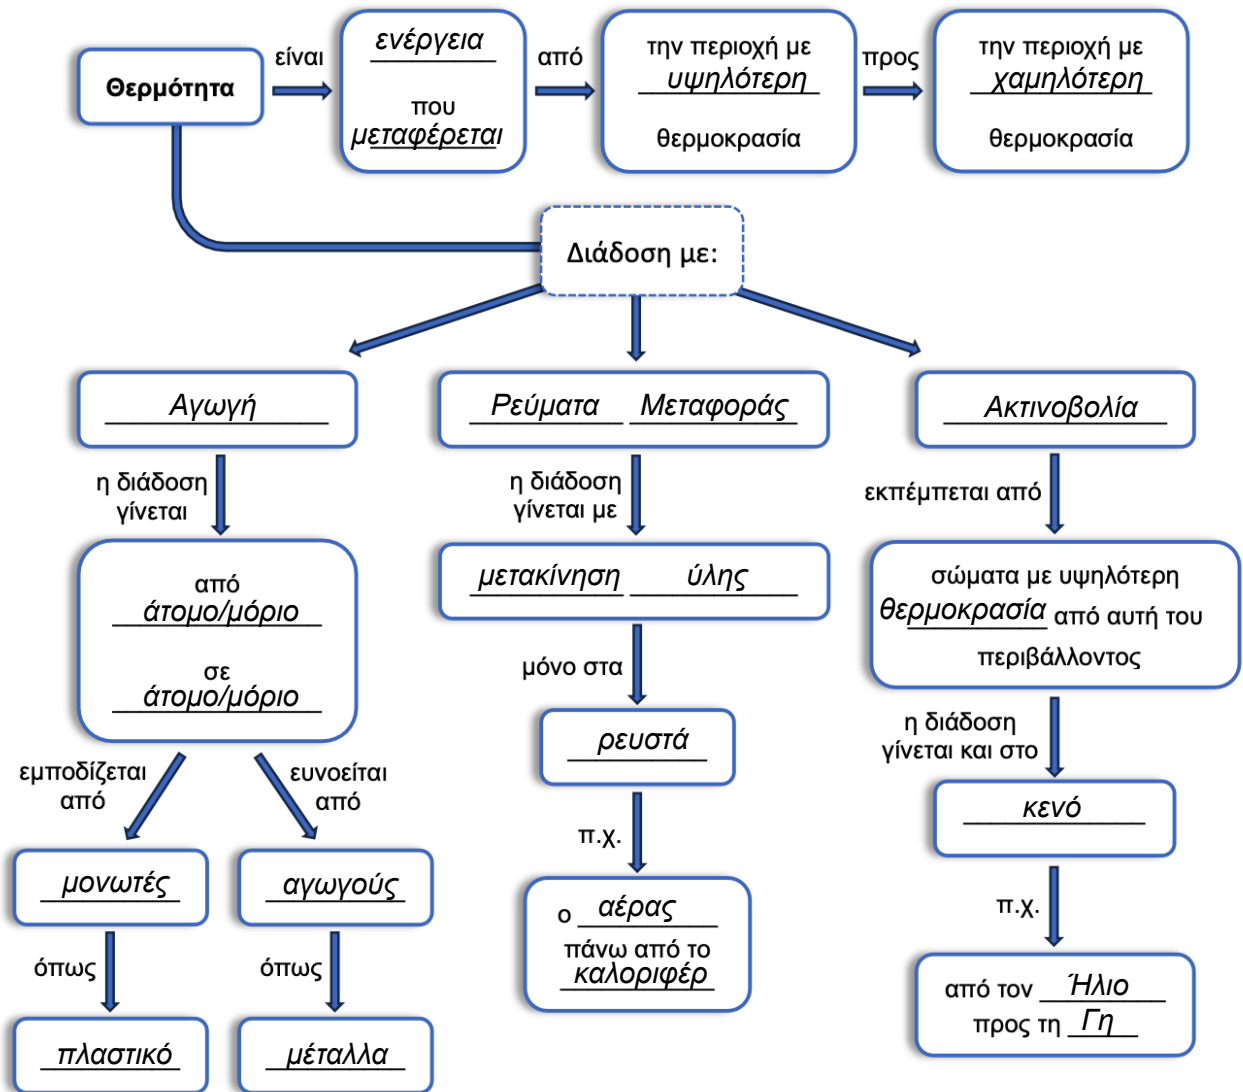 Θερμότητα
είναι
ενέργεια
που
μεταφέρεται
από
την περιοχή με
υψηλότερη
θερμοκρασία
προς
την περιοχή με
χαμηλότερη
θερμοκρασία
Διάδοση με:
Αγωγή
η διάδοση
γίνεται
από
άτομο/μόριο
σε
άτομο/μόριο
εμποδίζεται
από
μονωτές
όπως
πλαστικό
ευνοείται
από
αγωγούς
όπως
μέταλλα
Ρεύματα Μεταφοράς
η διάδοση
γίνεται με
μετακίνηση ύλης
μόνο στα
ρευστά
π.χ.
ο αέρας
πάνω από το
καλοριφέρ
Ακτινοβολία
εκπέμπεται από
σώματα με υψηλότερη
θερμοκρασία από αυτή του
περιβάλλοντος
η διάδοση
γίνεται και στο
κενό
π.χ.
από τον Ήλιο
προς τη Γη